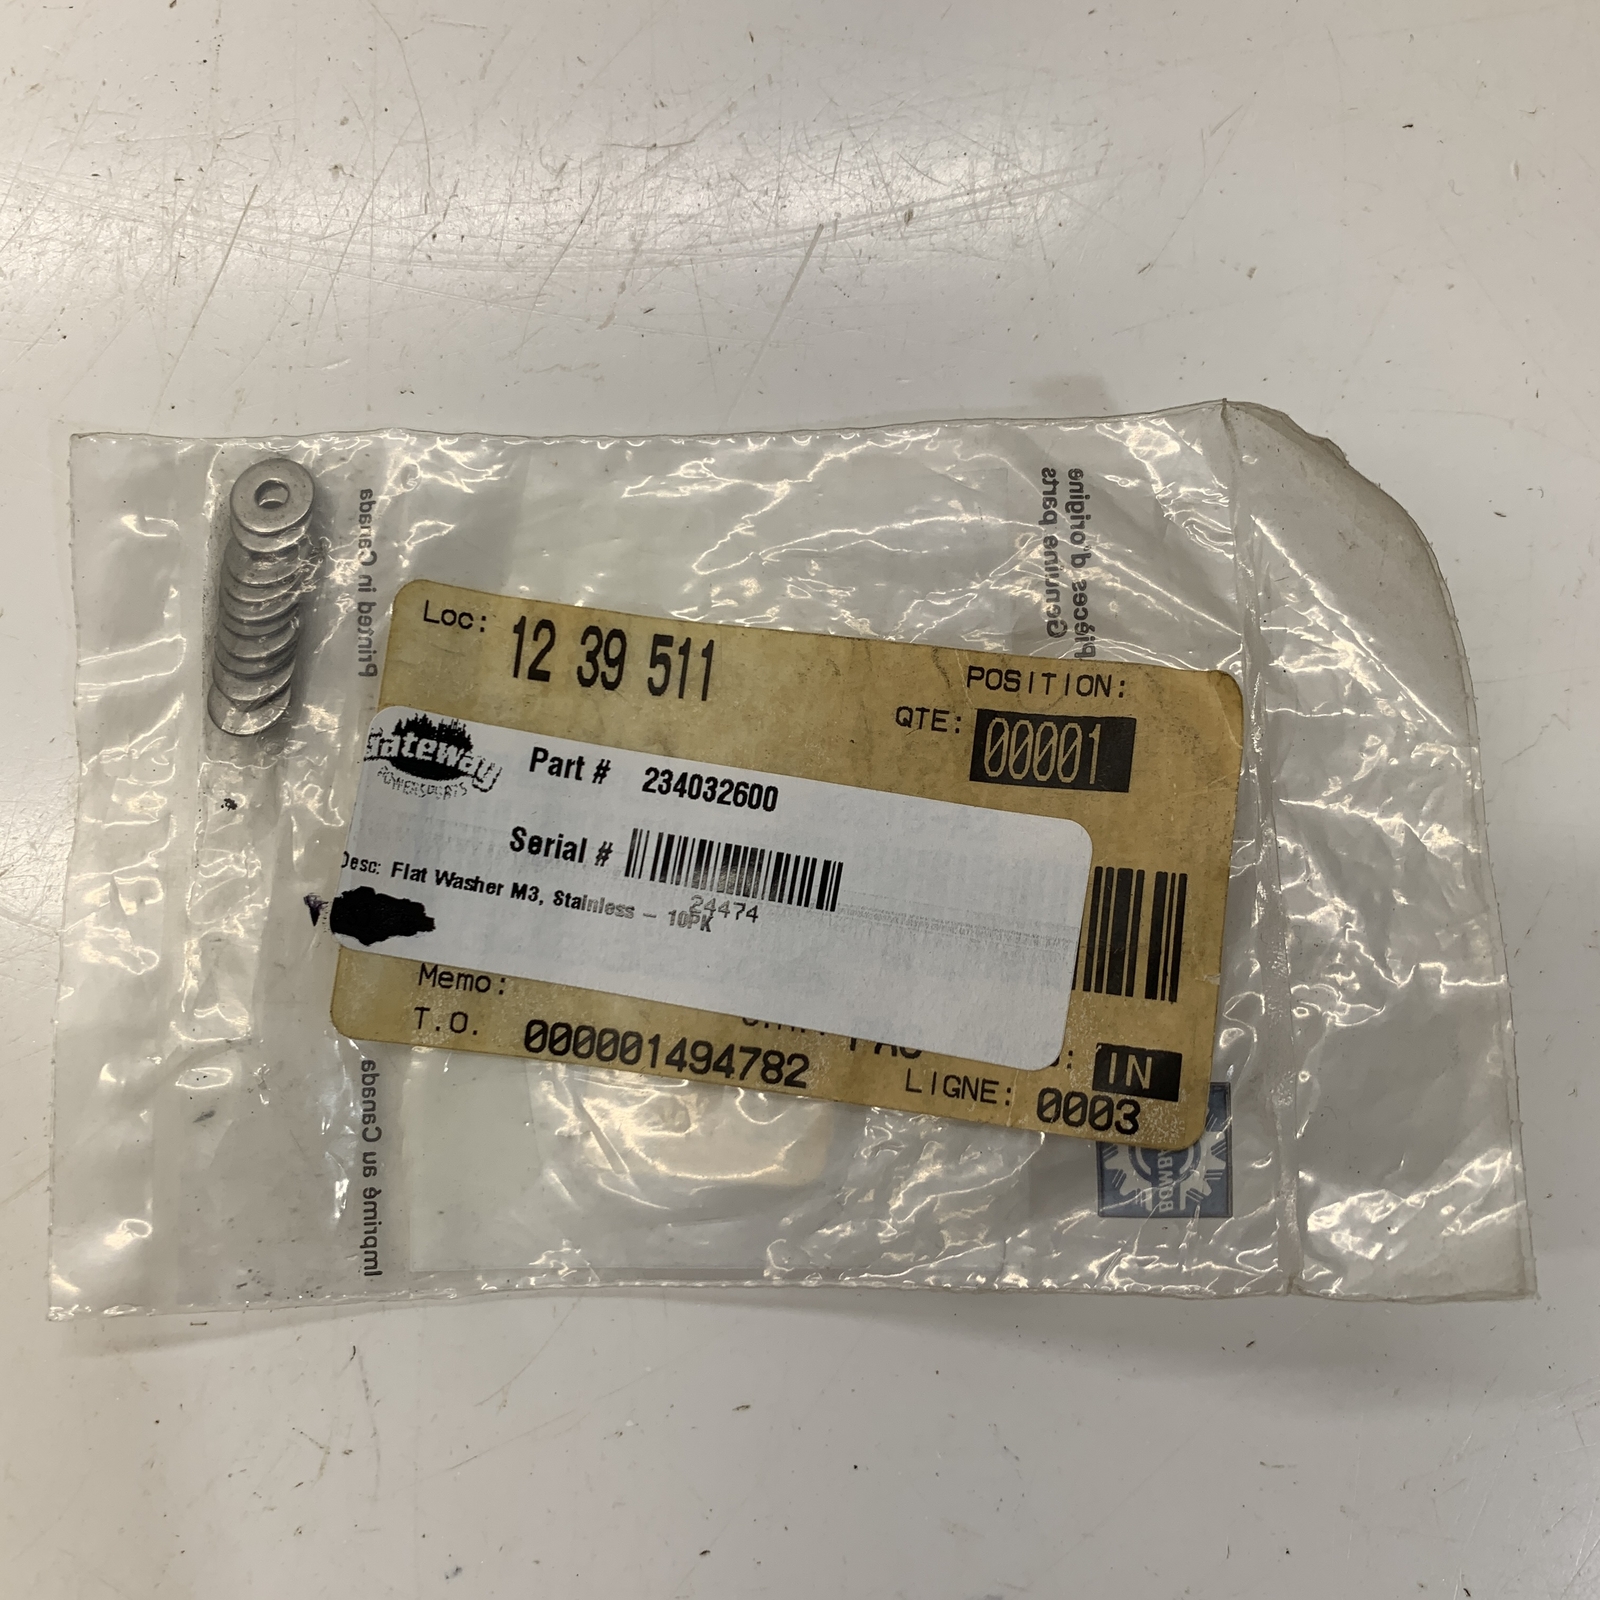 Printed in Canada
Imprimé au Canada
Genuine parts
Pièces d'origine
Loc: 12 39 511
POSITION:
QTE: 00001
gateway
POWERSPORTS
Part # 234032600
Serial #
24474
Desc: Flat Washer M3, Stainless - 10PK
Memo:
T.O. 000001494782
IN
LIGNE: 0003